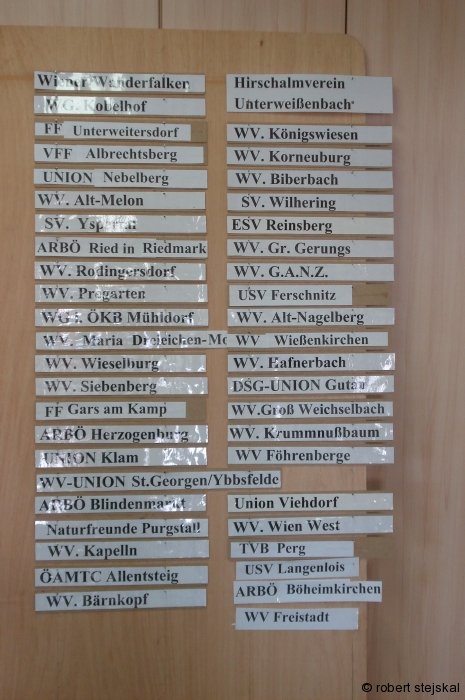 Wiener Wanderfalken
WG. Kobelhof
FF Unterweitersdorf
VFF Albrechtsberg
UNION Nebelberg
WV. Alt-Melon
SV. Yspertal
ARBÖ Ried in Riedmark
WV. Rodingersdorf
WV. Pregarten
WGr. ÖKB Mühldorf
WV. Maria Dreieichen-Mo
WV. Wieselburg
WV. Siebenberg
FF Gars am Kamp
ARBÖ Herzogenburg
UNION Klam
WV-UNION St.Georgen/Ybbsfelde
ARBÖ Blindenmarkt
Naturfreunde Purgstall
WV. Kapelln
ÖAMTC Allentsteig
WV. Bärnkopf
Hirschalmverein
Unterweißenbach
WV. Königswiesen
WV. Korneuburg
WV. Biberbach
SV. Wilhering
ESV Reinsberg
WV. Gr. Gerungs
WV. G.A.N.Z.
USV Ferschnitz
WV. Alt-Nagelberg
WV Wießenkirchen
WV. Hafnerbach
DSG-UNION Gutau
WV.Groß Weichselbach
WV. Krummnußbaum
WV Föhrenberge
Union Viehdorf
WV. Wien West
TVB Perg
USV Langenlois
ARBÖ Böheimkirchen
WV Freistadt
© robert stejskal